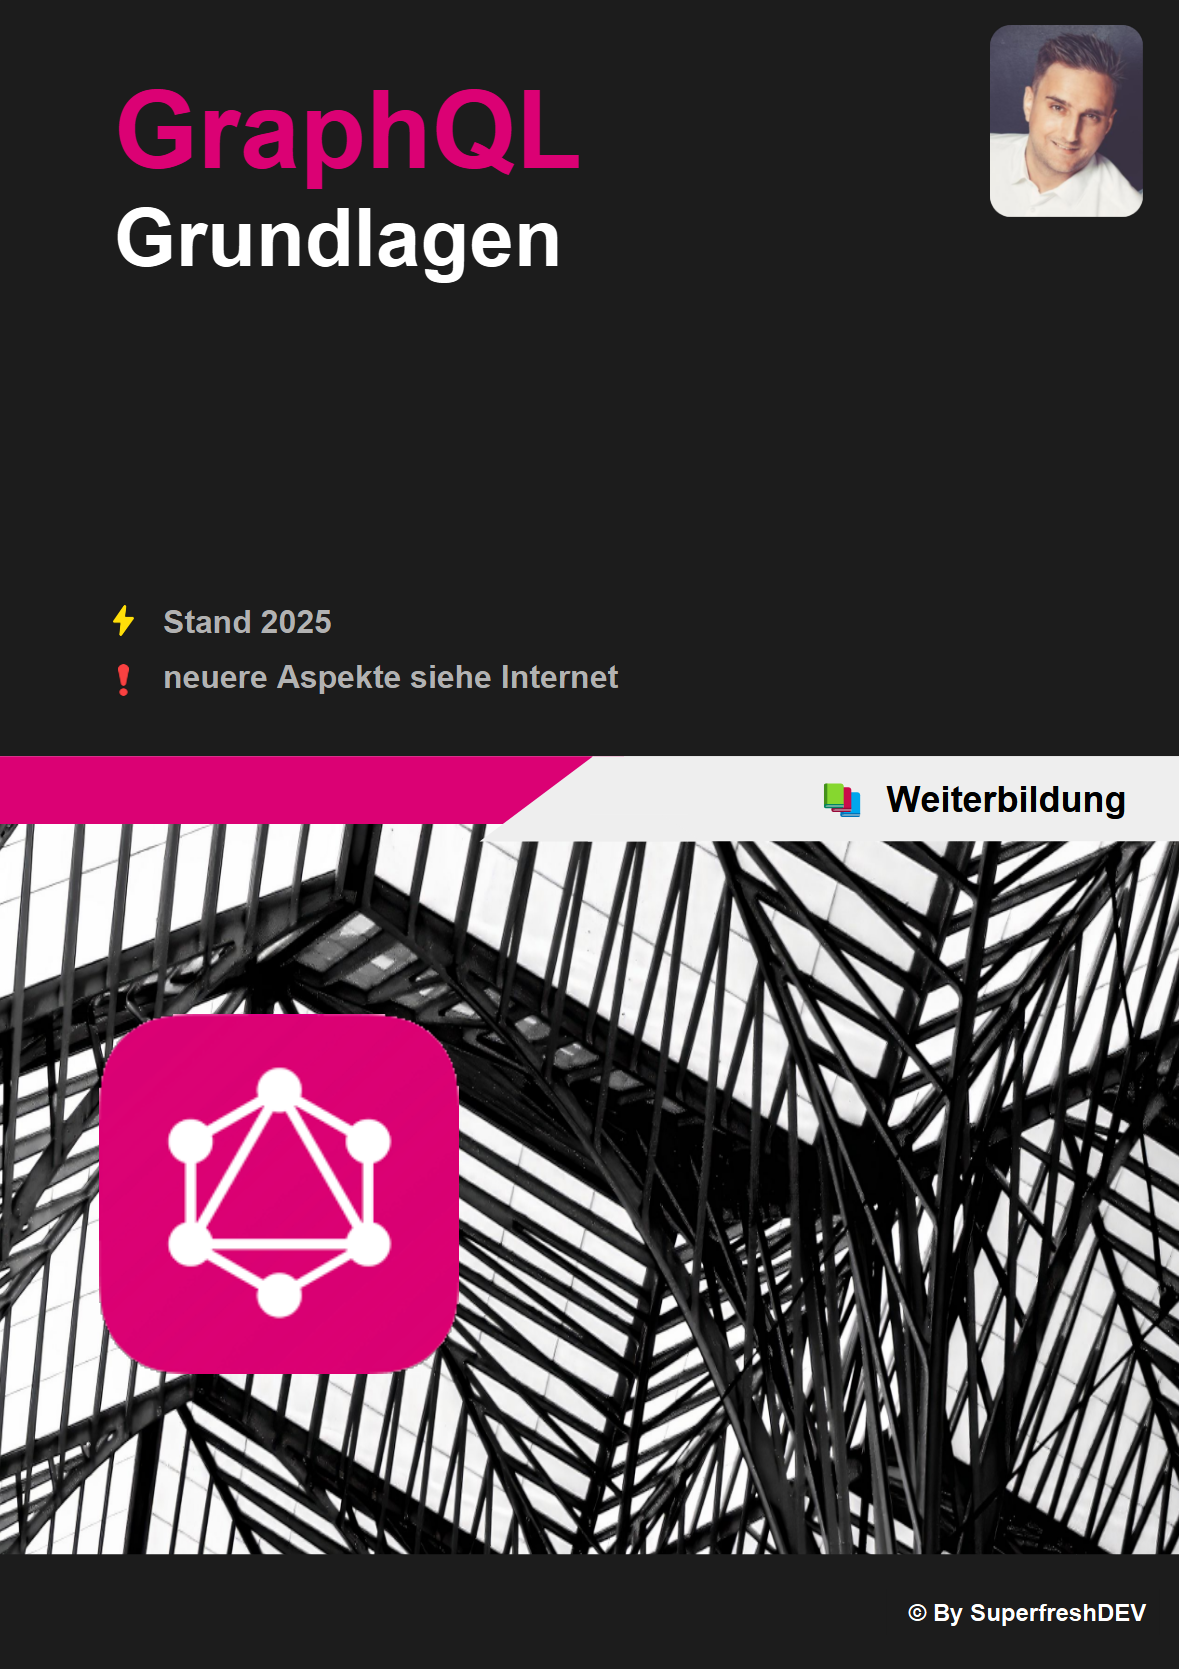 GraphQL
Grundlagen
Stand 2025
neuere Aspekte siehe Internet
Weiterbildung
© By SuperfreshDEV